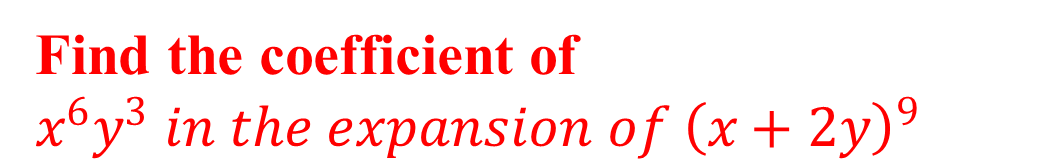 Find the coefficient of
x⁶y³ in the expansion of (x + 2y)⁹